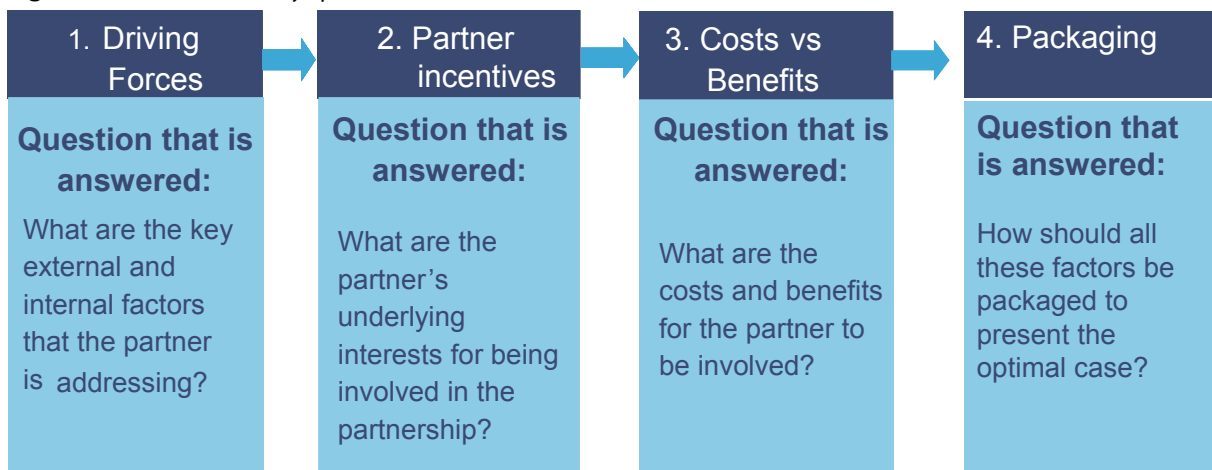 1. Driving
Forces
Question that is
answered:
What are the key
external and
internal factors
that the partner
is addressing?
2. Partner
incentives
Question that is
answered:
What are the
partner's
underlying
interests for being
involved in the
partnership?
3. Costs vs
Benefits
Question that is
answered:
What are the
costs and benefits
for the partner to
be involved?
4. Packaging
Question that
is answered:
How should all
these factors be
packaged to
present the
optimal case?